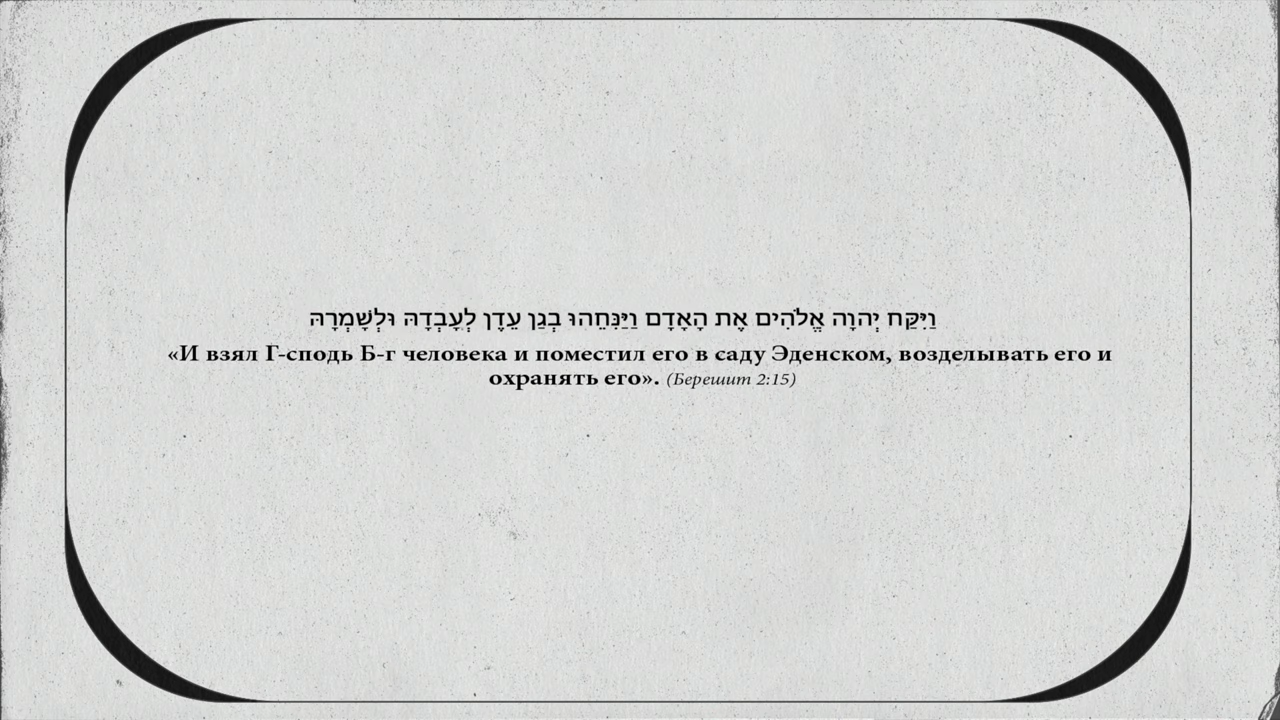 וַיִּקַּח יְהוָה אֱלֹהִים אֶת הָאָדָם וַיַּנִּחֵהוּ בְגַן עֵדֶן לְעָבְדָהּ וּלְשָׁמְרָהּ
«И взял Г-сподь Б-г человека и поместил его в саду Эденском, возделывать его и
охранять его». (Берешит 2:15)